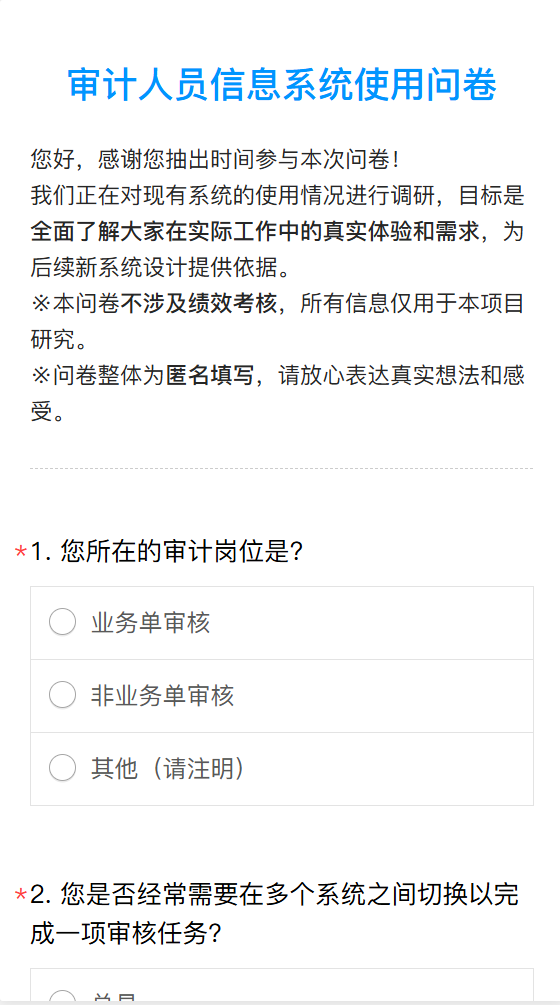 审计人员信息系统使用问卷
您好，感谢您抽出时间参与本次问卷！
我们正在对现有系统的使用情况进行调研，目标是
全面了解大家在实际工作中的真实体验和需求，为
后续新系统设计提供依据。
※本问卷不涉及绩效考核，所有信息仅用于本项目
研究。
※问卷整体为匿名填写，请放心表达真实想法和感
受。
*1. 您所在的审计岗位是?
业务单审核
非业务单审核
其他（请注明）
*2. 您是否经常需要在多个系统之间切换以完
成一项审核任务?